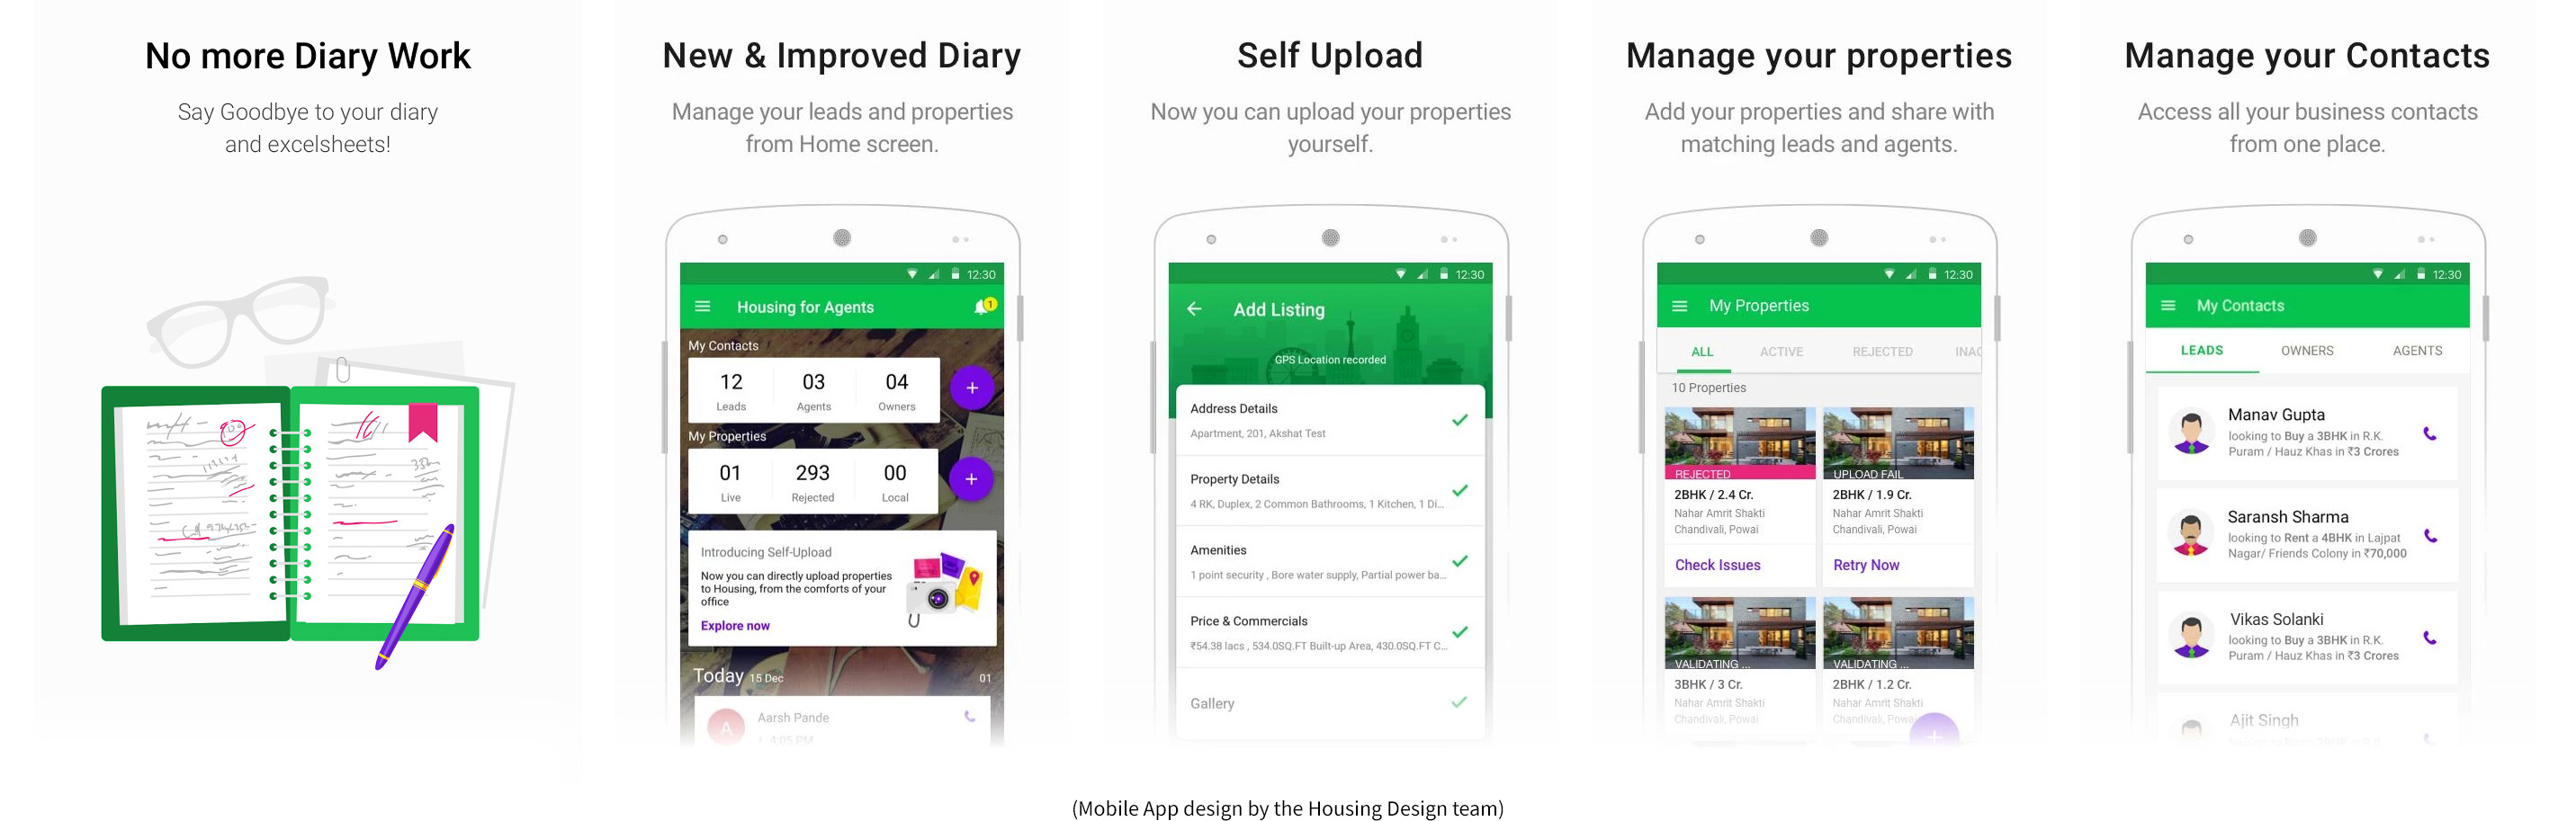 No more Diary Work
Say Goodbye to your diary
and excelsheets!
New & Improved Diary
Manage your leads and properties
from Home screen.
12:30
Housing for Agents
1
My Contacts
12
03
04
Leads
Agents
Owners
My Properties
01
293
00
Live
Rejected
Local
Introducing Self-Upload
Now you can directly upload properties
to Housing, from the comforts of your
office
Explore now
Today 15 Dec
01
A
Aarsh Pande
4:05 PM
Self Upload
Now you can upload your properties
yourself.
12:30
Add Listing
GPS Location recorded
Address Details
Apartment, 201, Akshat Test
Property Details
4 RK, Duplex, 2 Common Bathrooms, 1 Kitchen, 1 Di...
Amenities
1 point security , Bore water supply, Partial power ba...
Price & Commercials
₹54.38 lacs , 534.0SQ.FT Built-up Area, 430.0SQ.FT C...
Gallery
Manage your properties
Add your properties and share with
matching leads and agents.
12:30
My Properties
ALL
ACTIVE
REJECTED
INAC
10 Properties
REJECTED
2BHK / 2.4 Cr.
Nahar Amrit Shakti
Chandivali, Powai
Check Issues
UPLOAD FAIL
2BHK / 1.9 Cr.
Nahar Amrit Shakti
Chandivali, Powai
Retry Now
VALIDATING ...
3BHK / 3 Cr.
Nahar Amrit Shakti
Chandivali, Powai
VALIDATING ...
2BHK / 1.2 Cr.
Nahar Amrit Shakti
Chandivali, Powai
Manage your Contacts
Access all your business contacts
from one place.
12:30
My Contacts
LEADS
OWNERS
AGENTS
Manav Gupta
looking to Buy a 3BHK in R.K.
Puram / Hauz Khas in ₹3 Crores
Saransh Sharma
looking to Rent a 4BHK in Lajpat
Nagar/ Friends Colony in ₹70,000
Vikas Solanki
looking to Buy a 3BHK in R.K.
Puram / Hauz Khas in ₹3 Crores
Ajit Singh
(Mobile App design by the Housing Design team)